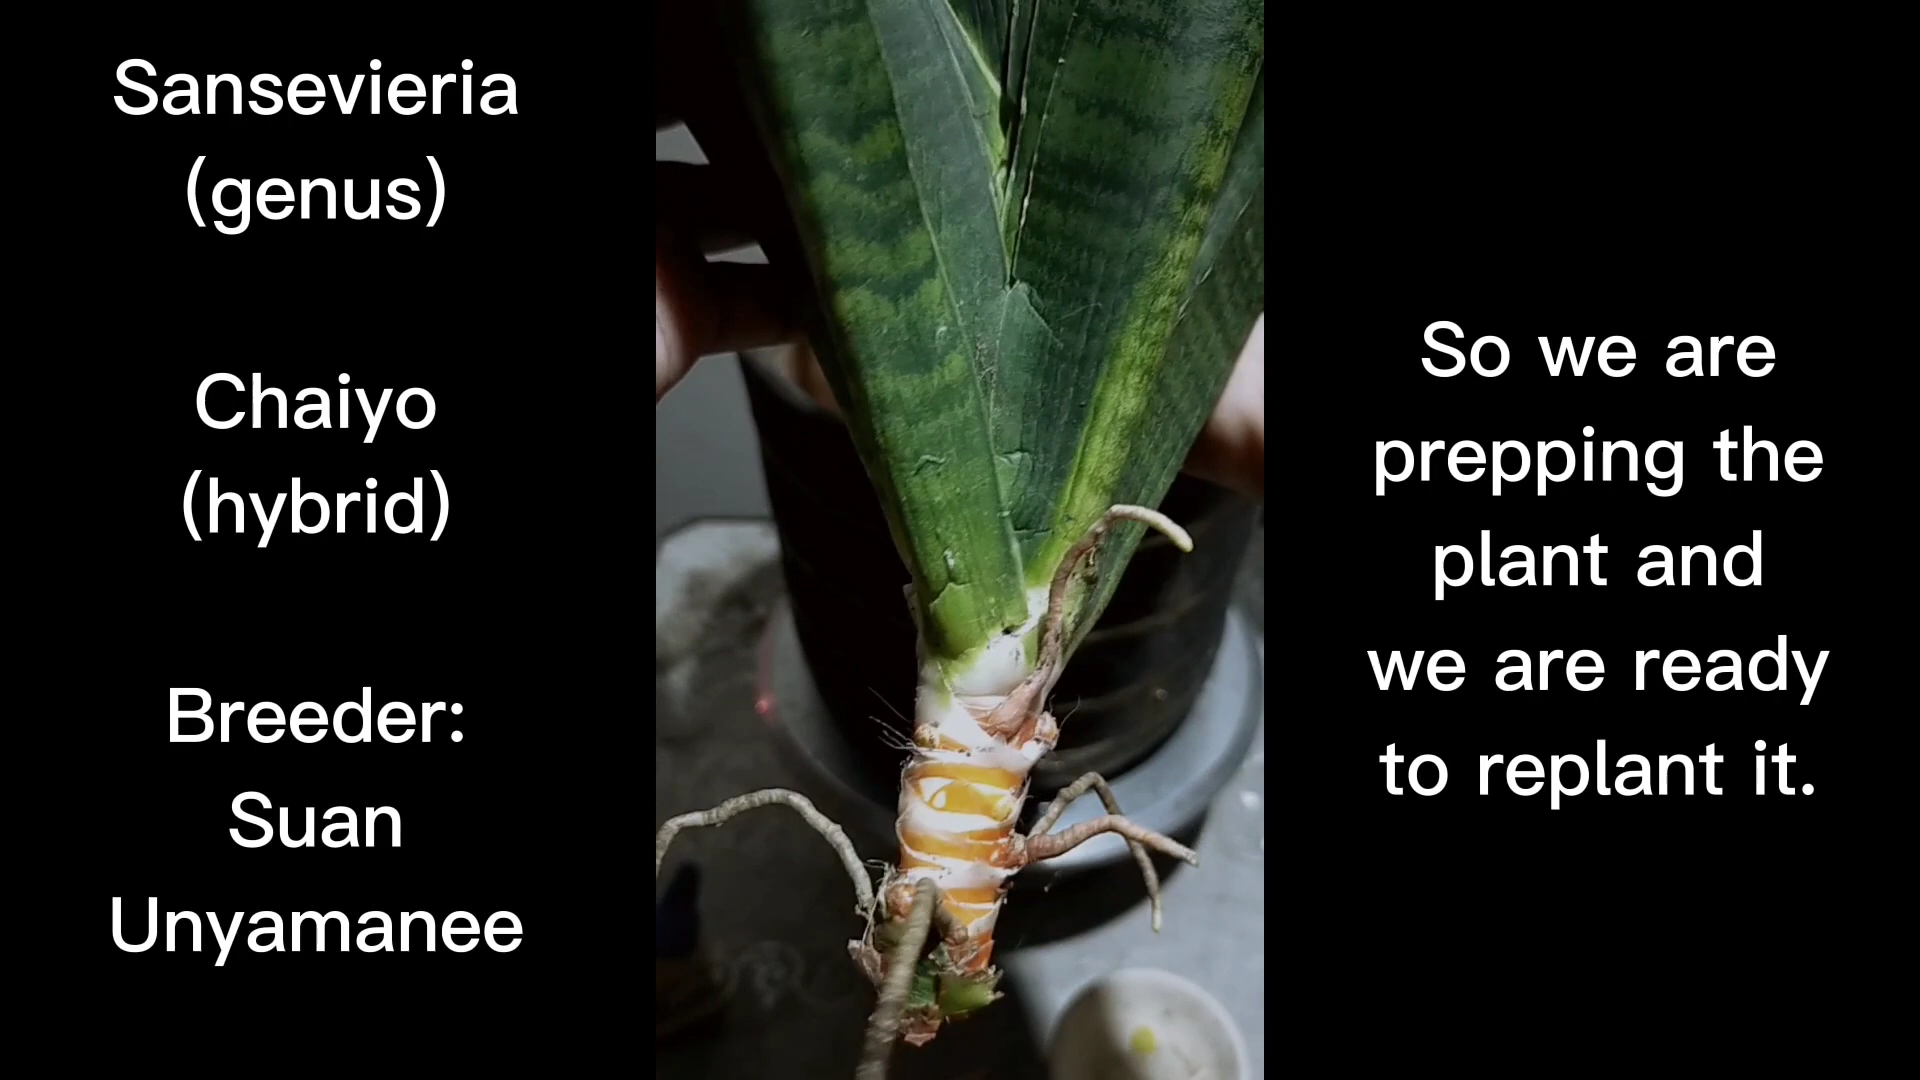 Sansevieria
(genus)
Chaiyo
(hybrid)
Breeder:
Suan
Unyamanee
So we are
prepping the
plant and
we are ready
to replant it.